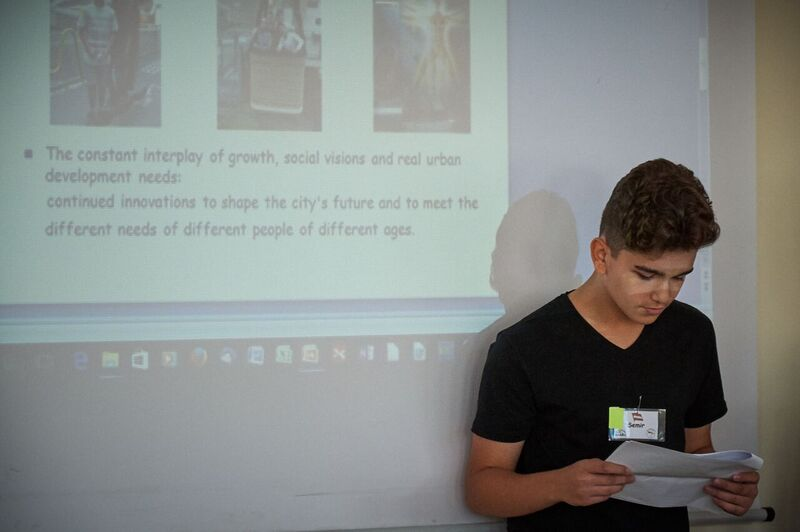 The constant interplay of growth, social visions and real urban
development needs:
continued innovations to shape the city's future and to meet the
different needs of different people of different ages.
Semir